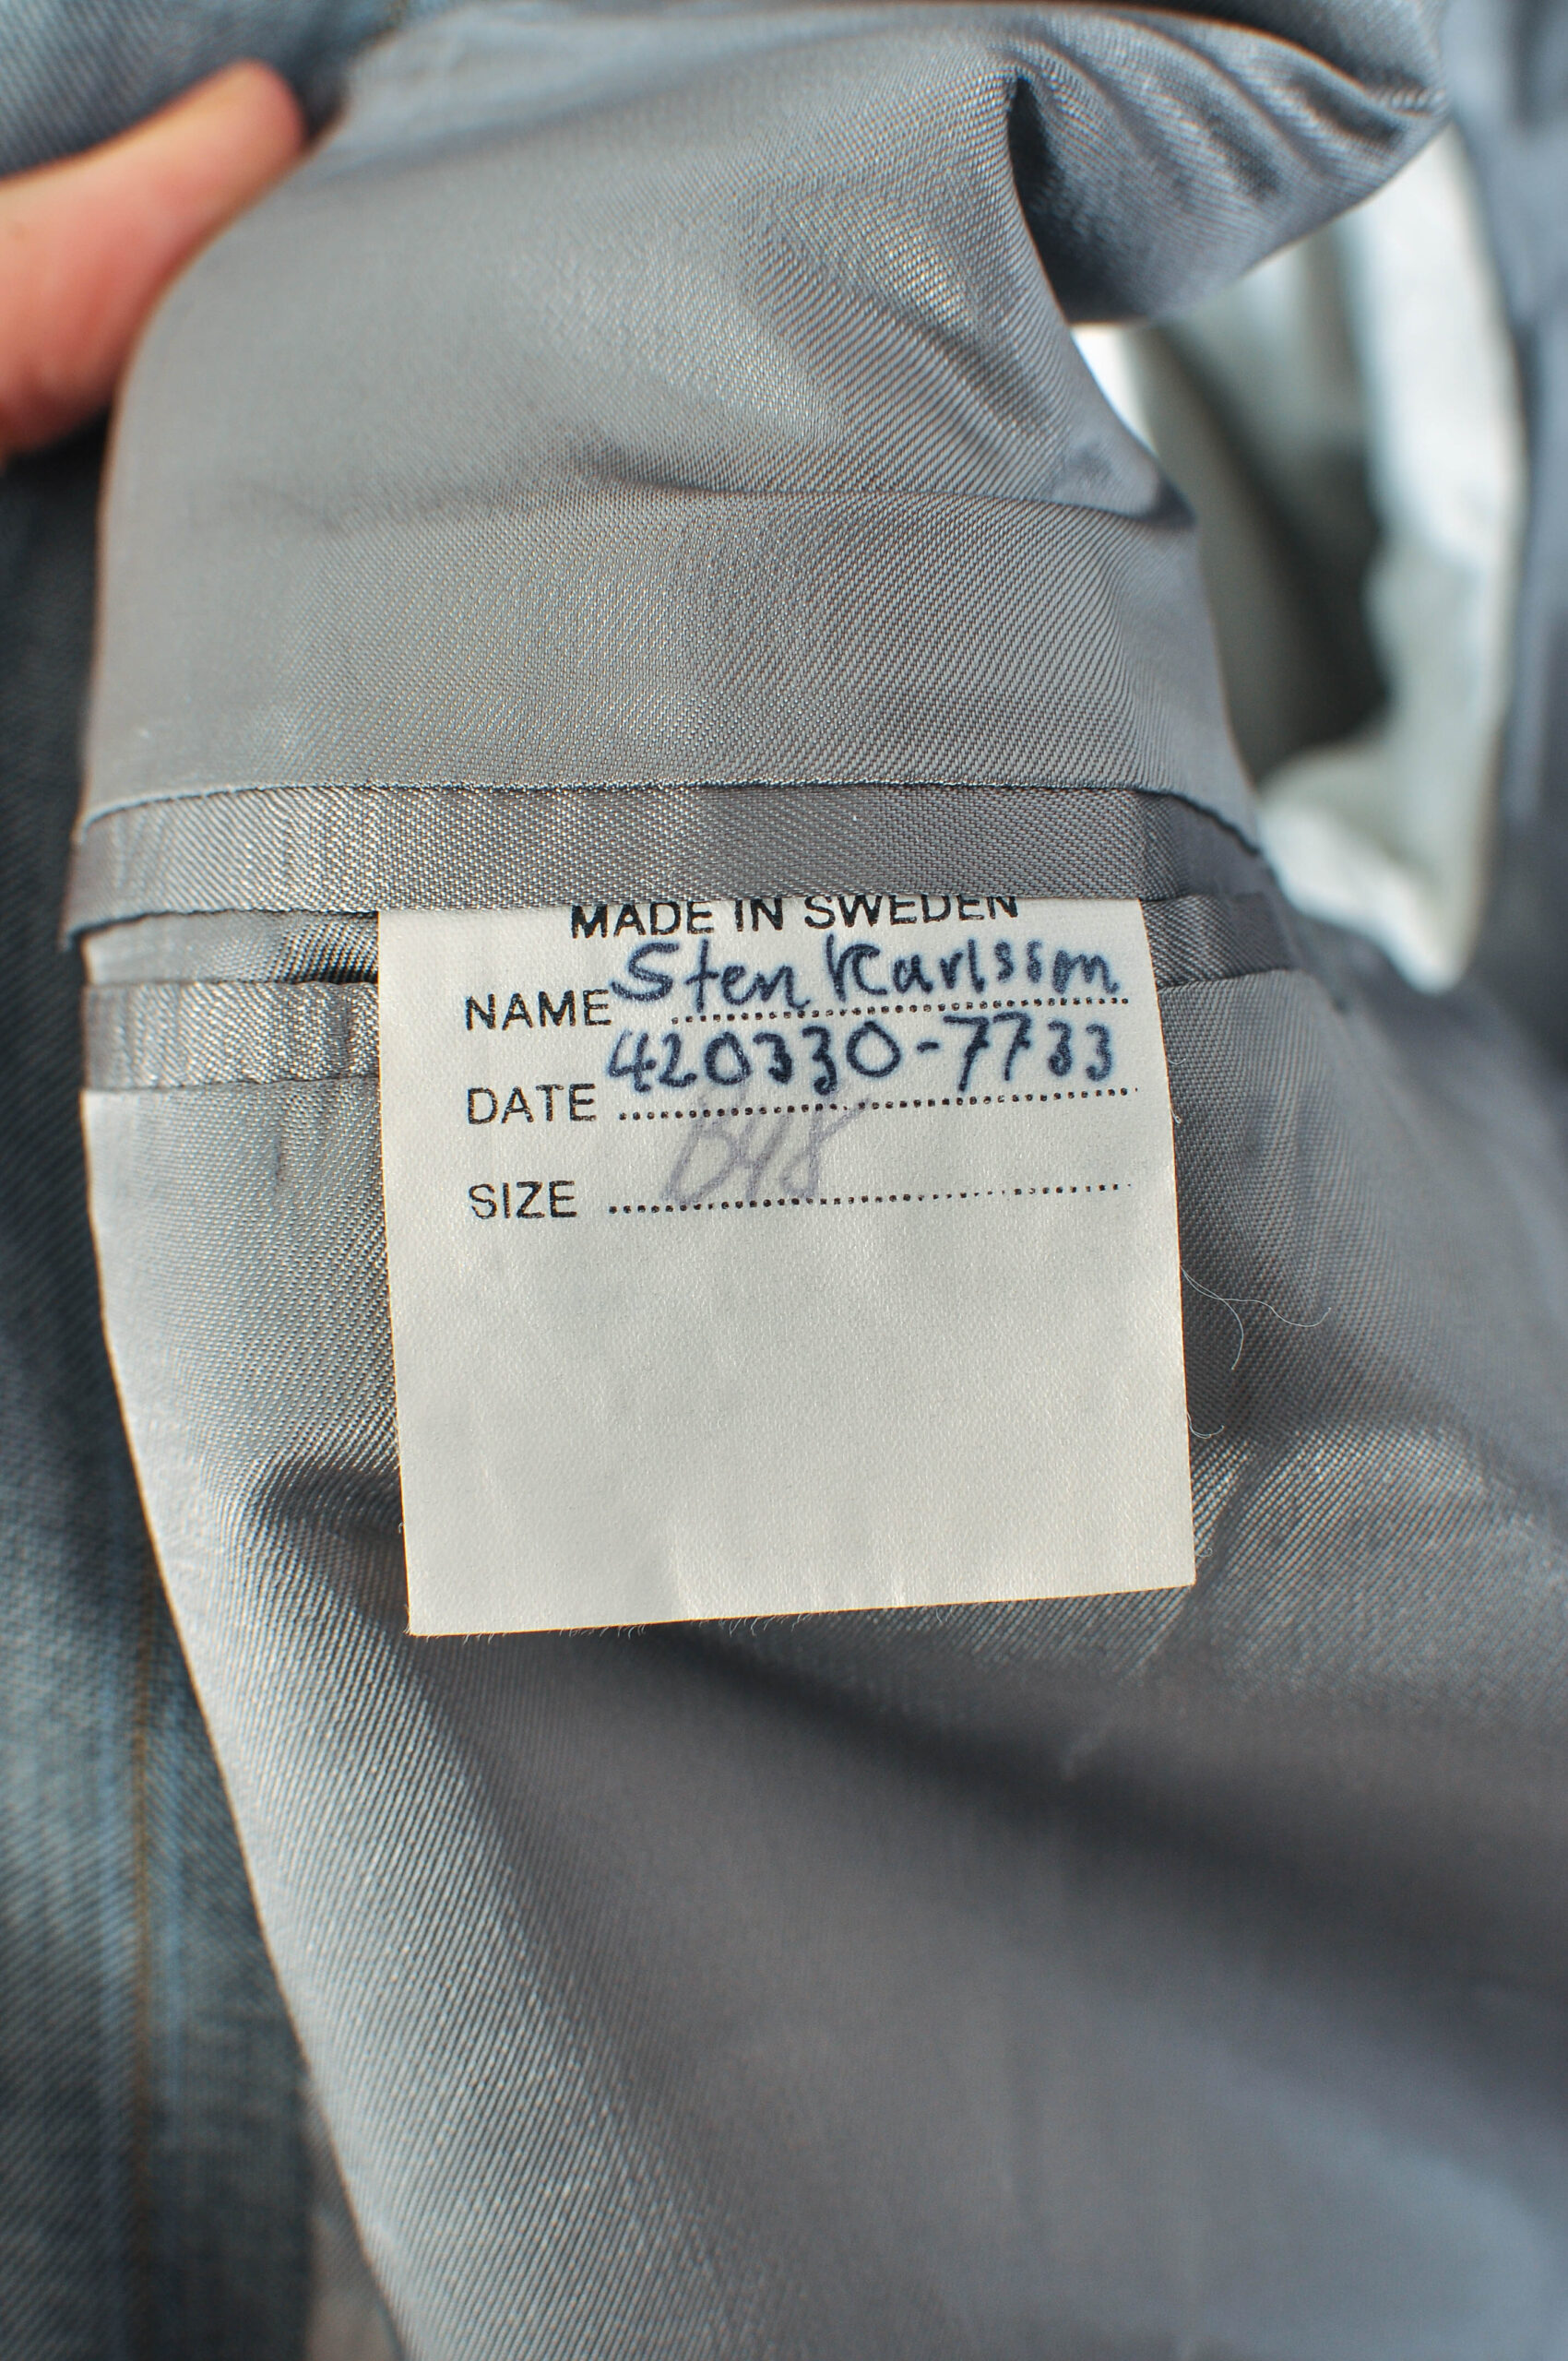 MADE IN SWEDEN
NAME Sten Karlsson
DATE 420330-7733
SIZE B48